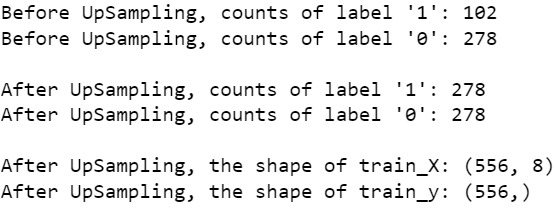 Before UpSampling, counts of label '1': 102
Before UpSampling, counts of label '0': 278
After UpSampling, counts of label '1': 278
After UpSampling, counts of label '0': 278
After UpSampling, the shape of train_X: (556, 8)
After UpSampling, the shape of train_y: (556,)